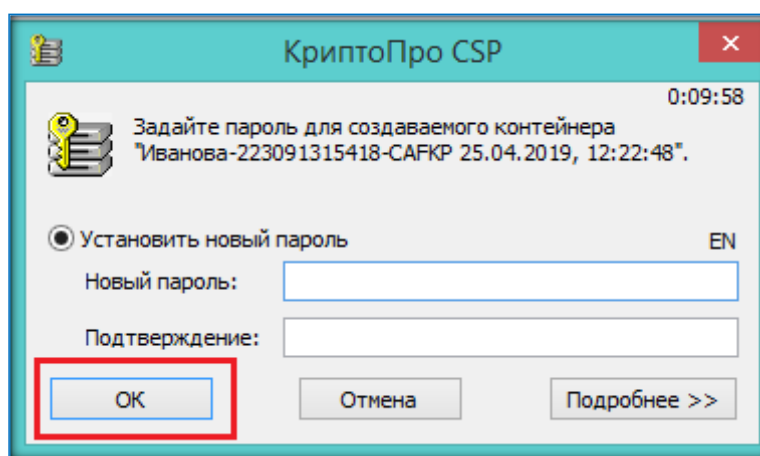 КриптоПро CSP
0:09:58
Задайте пароль для создаваемого контейнера
"Иванова-223091315418-CAFKP 25.04.2019, 12:22:48".
Установить новый пароль EN
Новый пароль:
Подтверждение:
ОК Отмена Подробнее >>